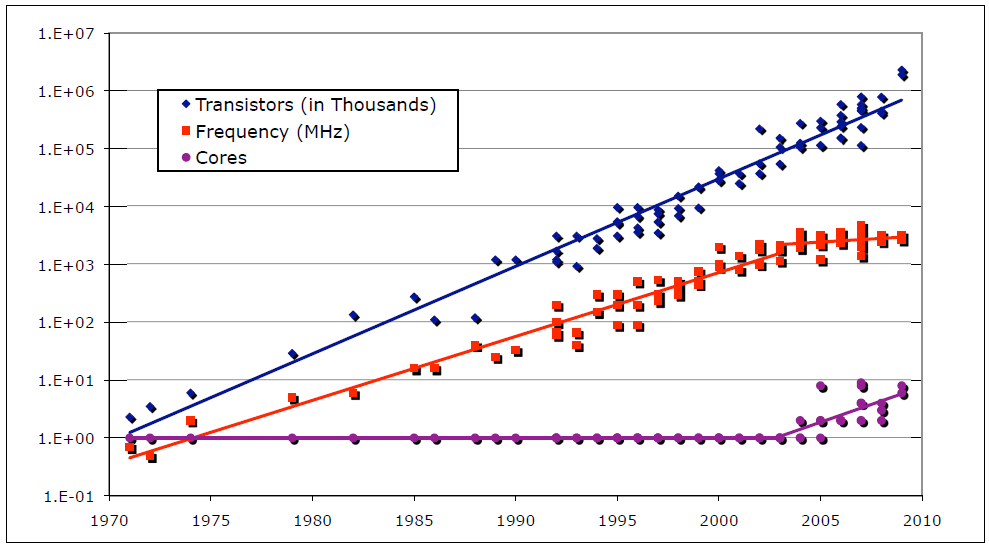 1.E+07
1.E+06
1.E+05
1.E+04
1.E+03
1.E+02
1.E+01
1.E+00
1.E-01
Transistors (in Thousands)
Frequency (MHz)
Cores
1970 1975 1980 1985 1990 1995 2000 2005 2010